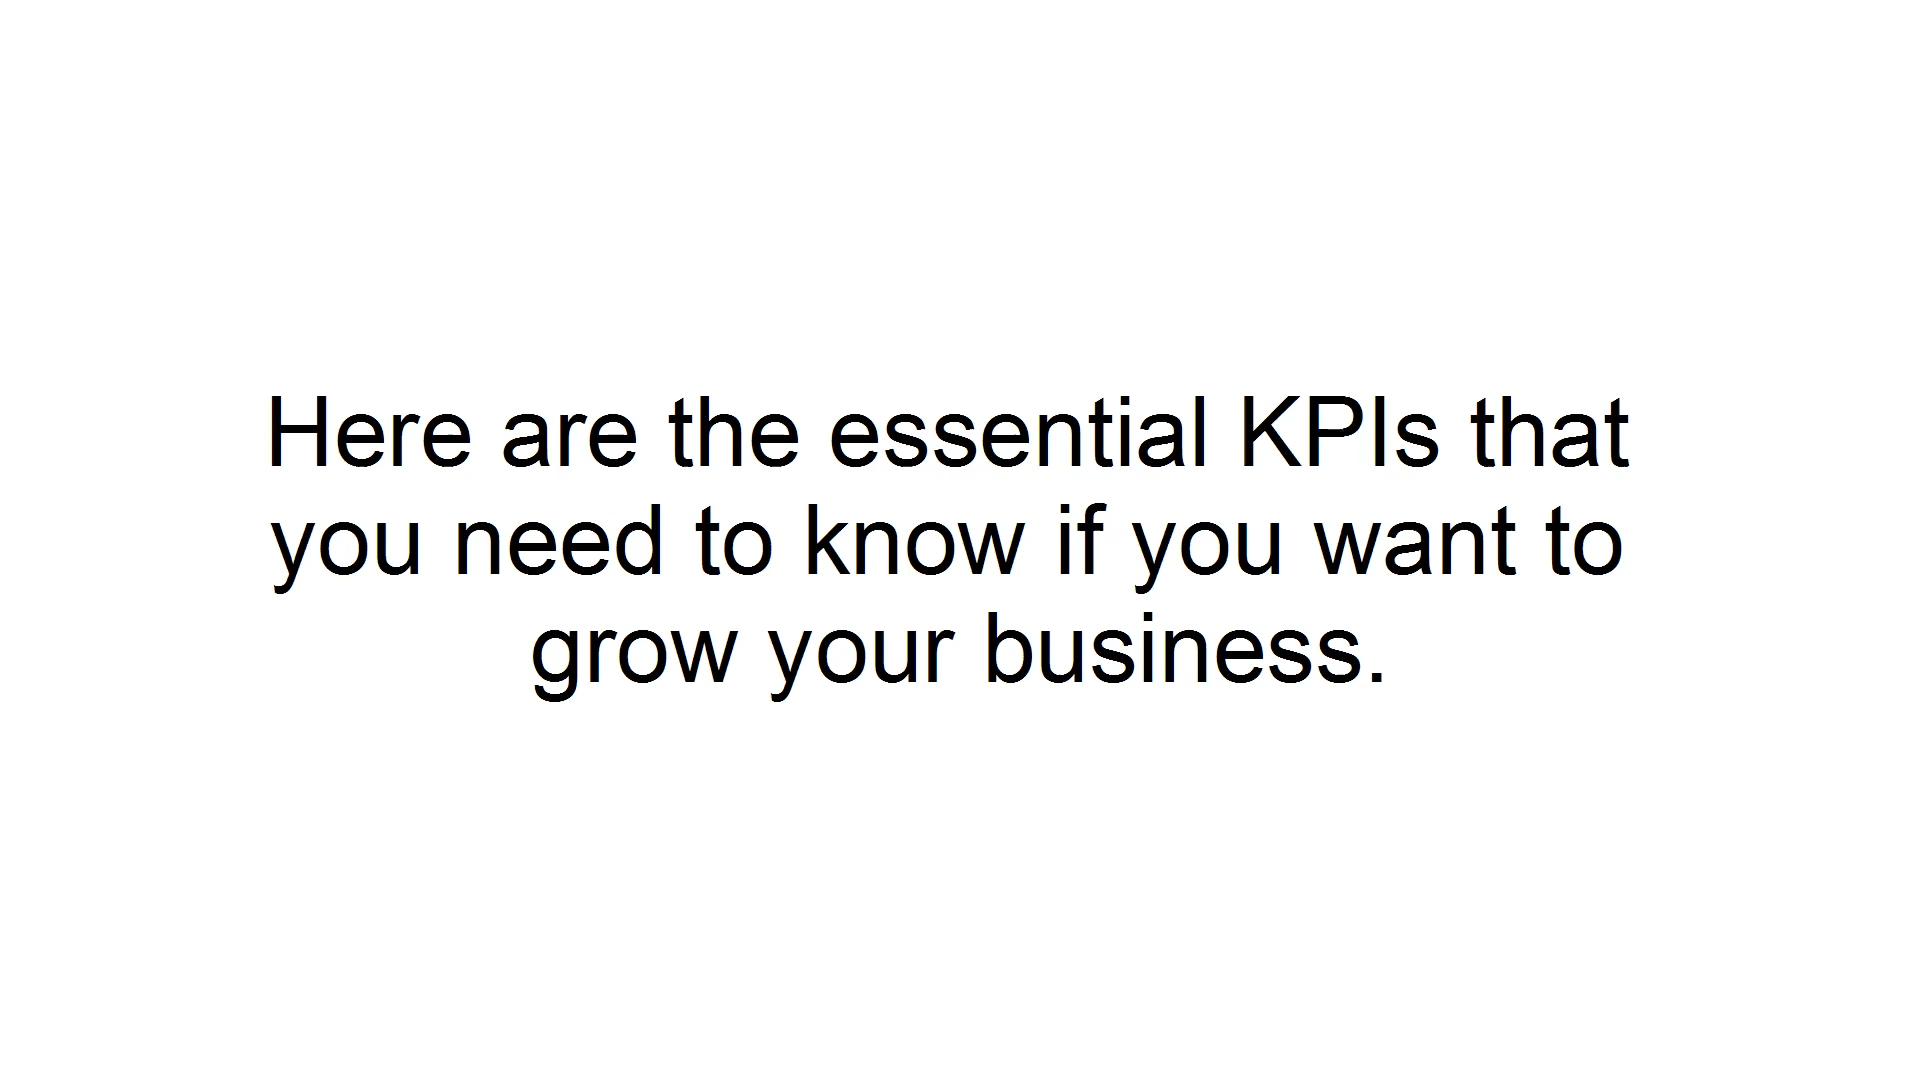 Here are the essential KPIs that
you need to know if you want to
grow your business.